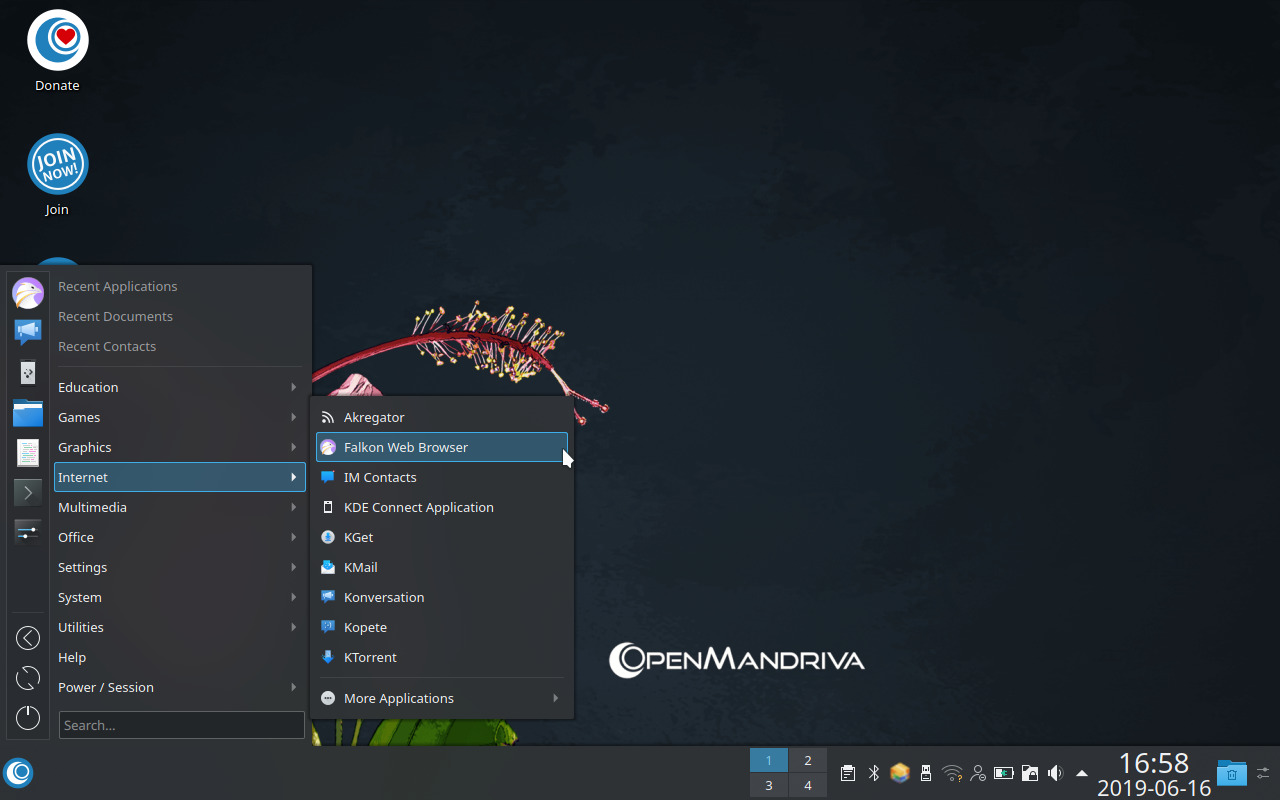 Donate
JOIN
NOW!
Join
Recent Applications
Recent Documents
Recent Contacts
Education
Games
Graphics
Internet
Multimedia
Office
Settings
System
Utilities
Help
Power / Session
Search...
Akregator
Falkon Web Browser
IM Contacts
KDE Connect Application
KGet
KMail
Konversation
Kopete
KTorrent
More Applications
OpenMandriva
1 2
3 4
16:58
2019-06-16